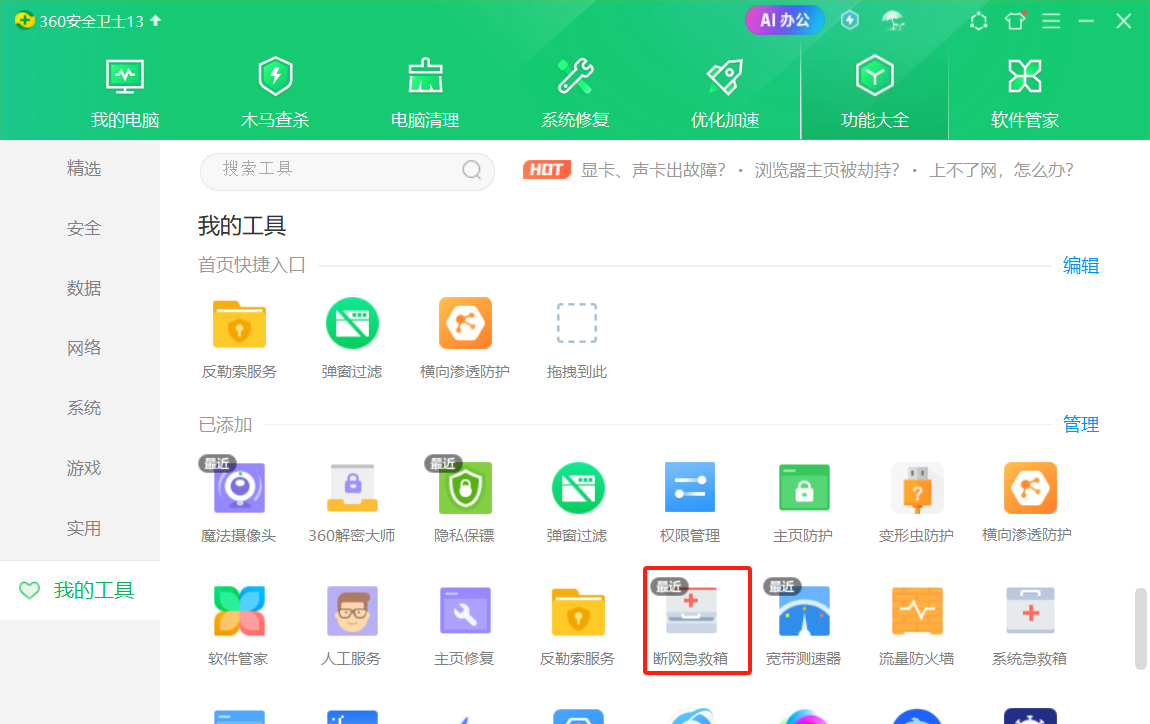 360安全卫士13
AI 办公
我的电脑 木马查杀 电脑清理 系统修复 优化加速 功能大全 软件管家
精选
安全
数据
网络
系统
游戏
实用
我的工具
搜索工具
HOT 显卡、声卡出故障? · 浏览器主页被劫持? · 上不了网，怎么办?
我的工具
首页快捷入口 编辑
反勒索服务 弹窗过滤 横向渗透防护 拖拽到此
已添加 管理
最近 最近
魔法摄像头 360解密大师 隐私保镖 弹窗过滤 权限管理 主页防护 变形虫防护 横向渗透防护
最近 最近
软件管家 人工服务 主页修复 反勒索服务 断网急救箱 宽带测速器 流量防火墙 系统急救箱